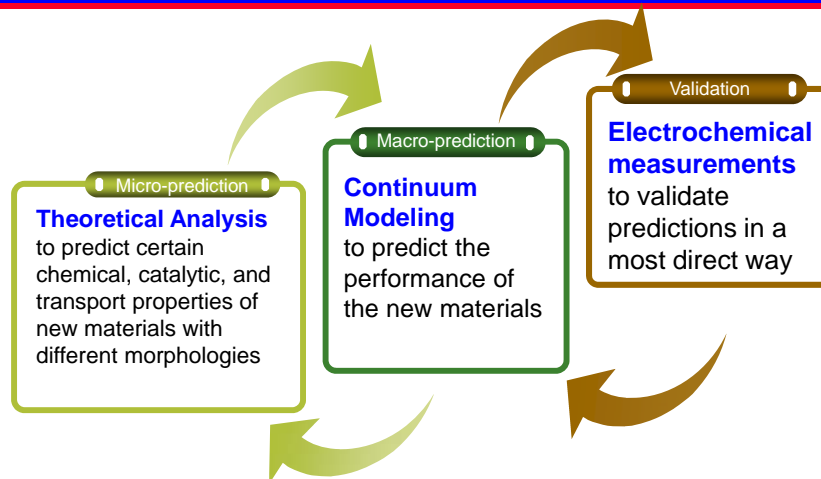 Micro-prediction
Theoretical Analysis
to predict certain
chemical, catalytic, and
transport properties of
new materials with
different morphologies
Macro-prediction
Continuum
Modeling
to predict the
performance of
the new materials
Validation
Electrochemical
measurements
to validate
predictions in a
most direct way